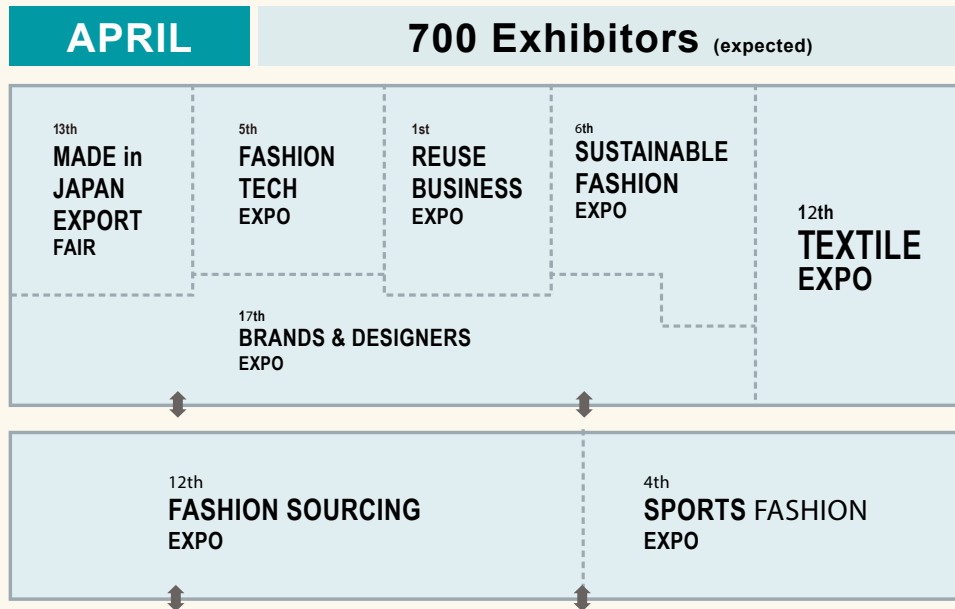 APRIL
700 Exhibitors (expected)
13th
MADE in
JAPAN
EXPORT
FAIR
5th
FASHION
TECH
EXPO
1st
REUSE
BUSINESS
EXPO
6th
SUSTAINABLE
FASHION
EXPO
12th
TEXTILE
EXPO
17th
BRANDS & DESIGNERS
EXPO
12th
FASHION SOURCING
EXPO
4th
SPORTS FASHION
EXPO